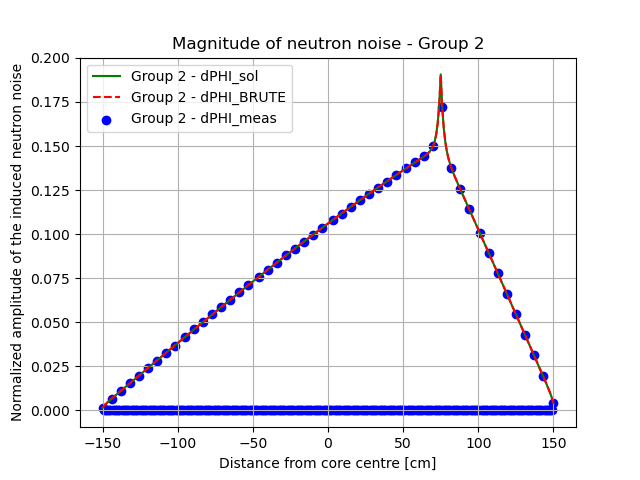 Magnitude of neutron noise - Group 2
Normalized amplitude of the induced neutron noise
0.200
0.175
0.150
0.125
0.100
0.075
0.050
0.025
0.000
Group 2 - dPHI_sol
Group 2 - dPHI_BRUTE
Group 2 - dPHI_meas
−150
−100
−50
0
50
100
150
Distance from core centre [cm]